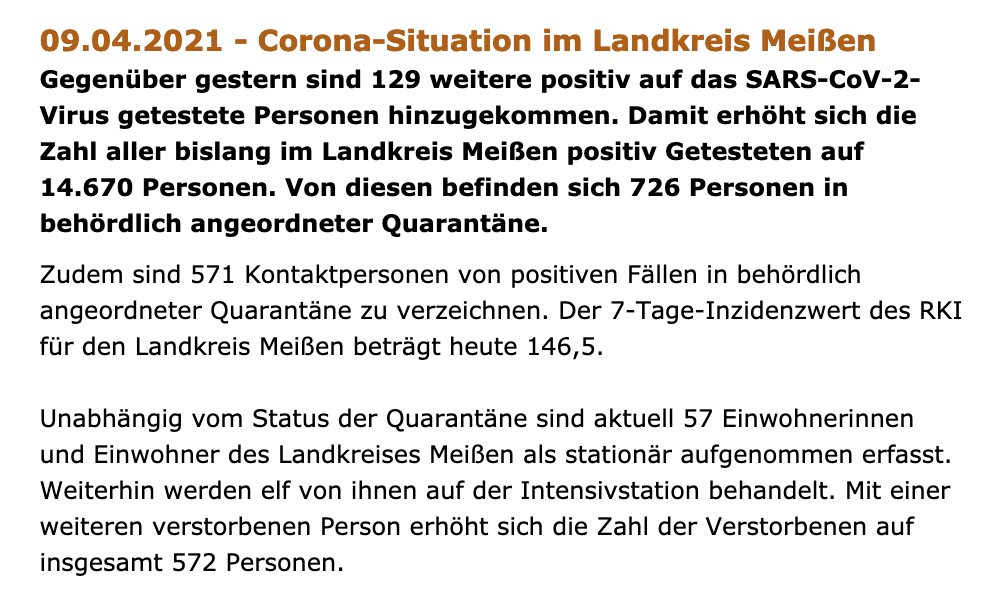 09.04.2021 - Corona-Situation im Landkreis Meißen
Gegenüber gestern sind 129 weitere positiv auf das SARS-CoV-2-
Virus getestete Personen hinzugekommen. Damit erhöht sich die
Zahl aller bislang im Landkreis Meißen positiv Getesteten auf
14.670 Personen. Von diesen befinden sich 726 Personen in
behördlich angeordneter Quarantäne.
Zudem sind 571 Kontaktpersonen von positiven Fällen in behördlich
angeordneter Quarantäne zu verzeichnen. Der 7-Tage-Inzidenzwert des RKI
für den Landkreis Meißen beträgt heute 146,5.
Unabhängig vom Status der Quarantäne sind aktuell 57 Einwohnerinnen
und Einwohner des Landkreises Meißen als stationär aufgenommen erfasst.
Weiterhin werden elf von ihnen auf der Intensivstation behandelt. Mit einer
weiteren verstorbenen Person erhöht sich die Zahl der Verstorbenen auf
insgesamt 572 Personen.